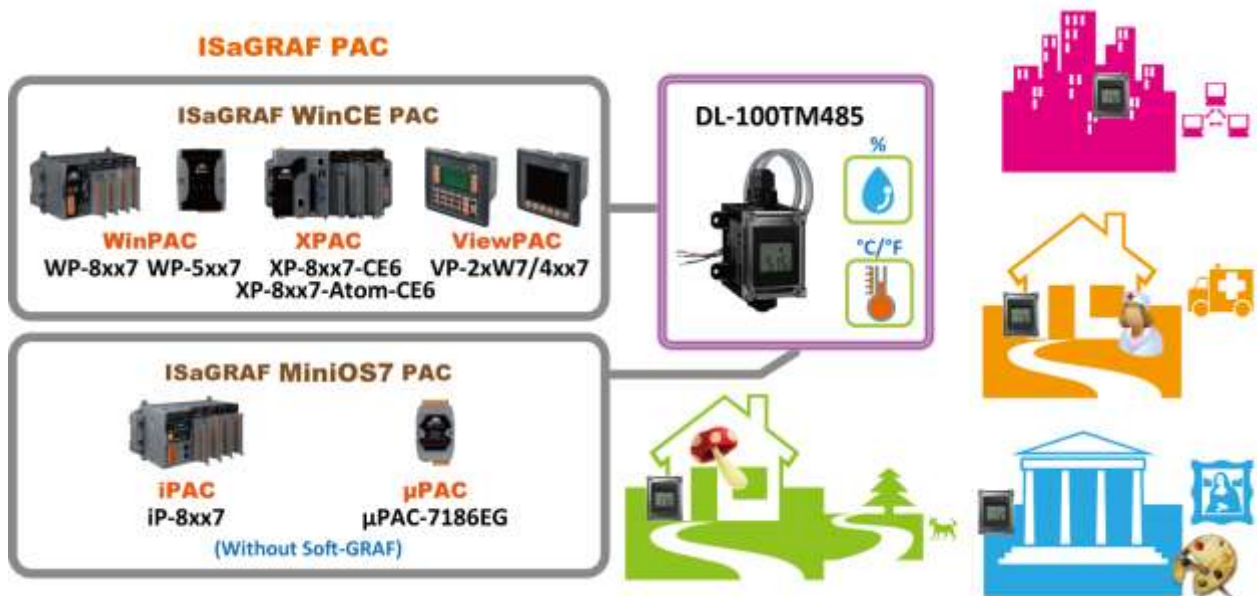 ISaGRAF PAC
ISaGRAF WinCE PAC
WinPAC
WP-8xx7 WP-5xx7
XPAC
XP-8xx7-CE6
XP-8xx7-Atom-CE6
ViewPAC
VP-2xW7/4xx7
ISaGRAF MiniOS7 PAC
iPAC
iP-8xx7
µPAC
µPAC-7186EG
(Without Soft-GRAF)
DL-100TM485
%
°C/°F